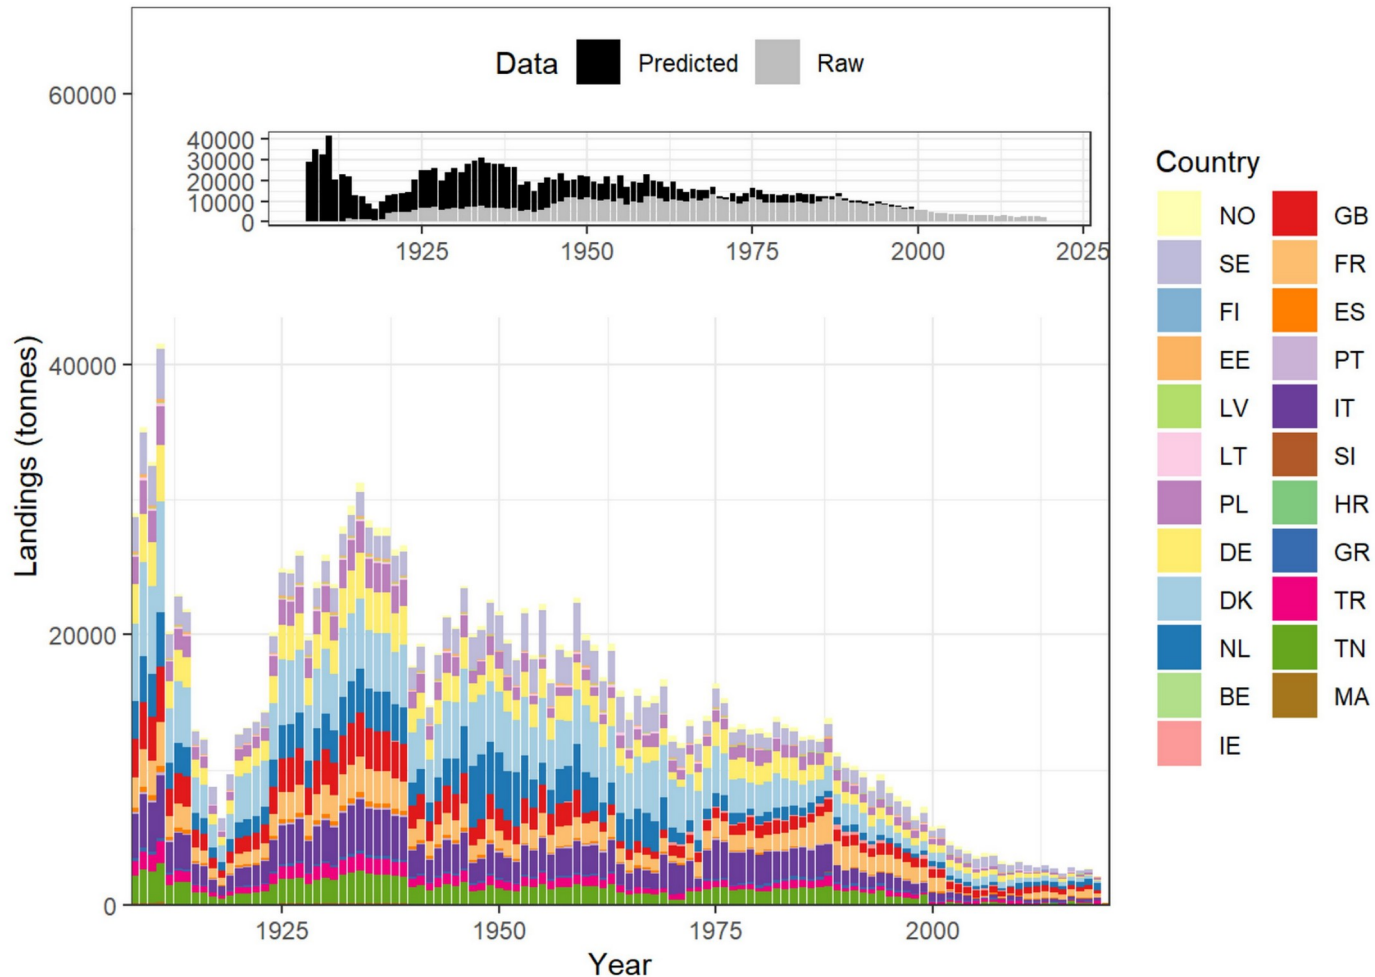 Data Predicted Raw
60000
40000
30000
20000
10000
0
1925 1950 1975 2000 2025
Country
NO GB
SE FR
FI ES
EE PT
LV IT
LT SI
PL HR
DE GR
DK TR
NL TN
BE MA
IE
Landings (tonnes)
40000
20000
0
1925 1950 1975 2000
Year